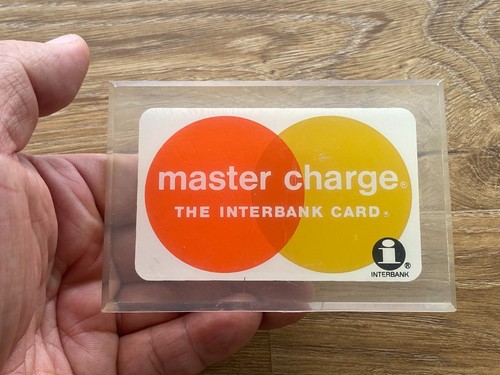 master charge®
THE INTERBANK CARD®
i®
INTERBANK